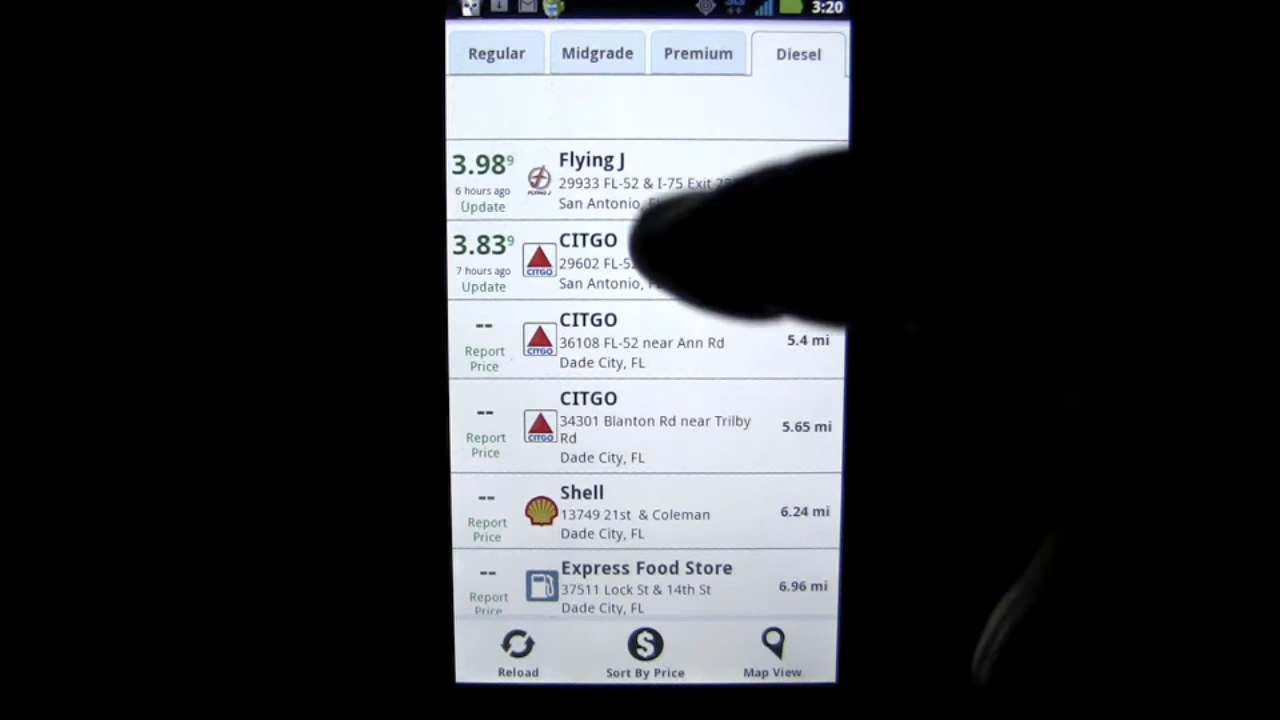 3:20
Regular Midgrade Premium Diesel
3.98⁹
6 hours ago
Update
FLYING J
Flying J
29933 FL-52 & I-75 Exit
San Antonio,
3.83⁹
7 hours ago
Update
CITGO
CITGO
29602
San Antonio,
--
Report
Price
CITGO
CITGO
36108 FL-52 near Ann Rd
Dade City, FL
5.4 mi
--
Report
Price
CITGO
CITGO
34301 Blanton Rd near Trilby
Rd
Dade City, FL
5.65 mi
--
Report
Price
Shell
13749 21st & Coleman
Dade City, FL
6.24 mi
--
Report
Price
Express Food Store
37511 Lock St & 14th St
Dade City, FL
6.96 mi
Reload Sort By Price Map View